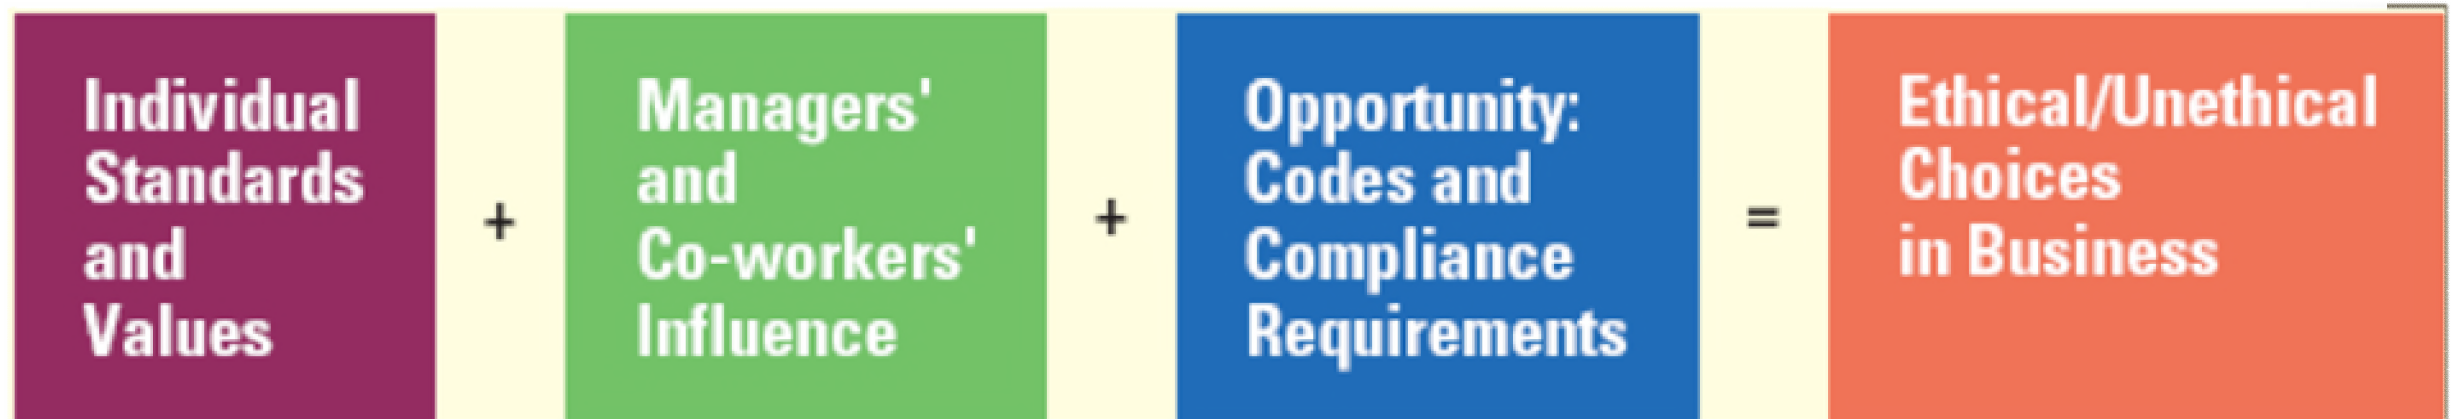 Individual
Standards
and
Values
+
Managers'
and
Co-workers'
Influence
+
Opportunity:
Codes and
Compliance
Requirements
=
Ethical/Unethical
Choices
in Business